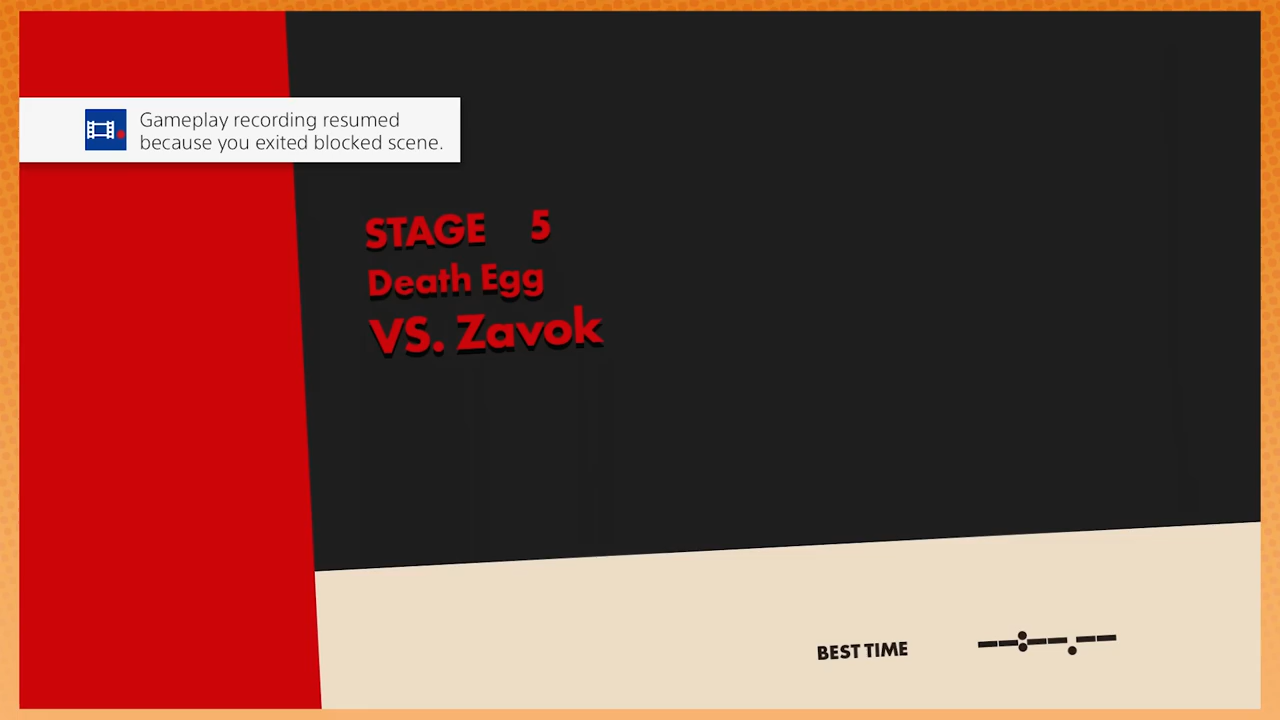 Gameplay recording resumed
because you exited blocked scene.
STAGE 5
Death Egg
VS. Zavok
BEST TIME --:--.--